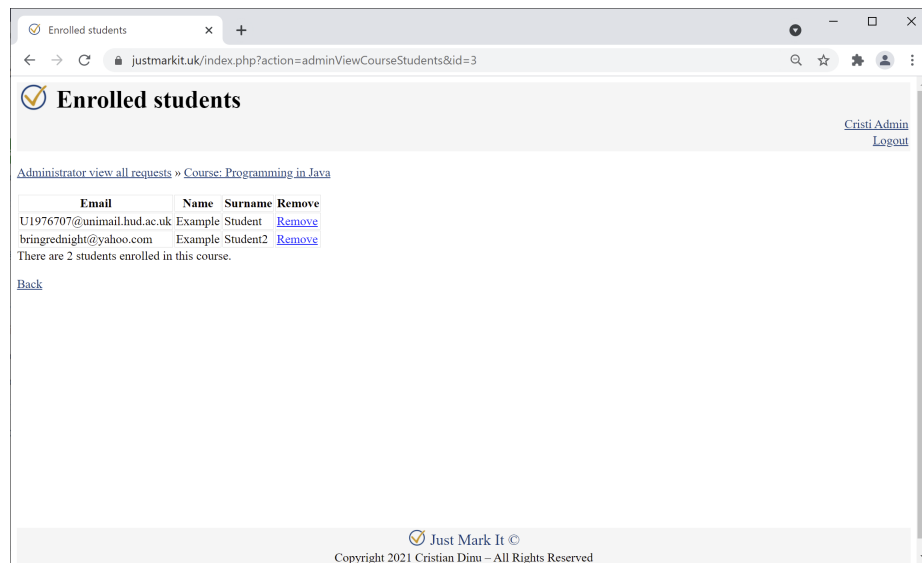 Enrolled students
justmarkit.uk/index.php?action=adminViewCourseStudents&id=3
Enrolled students
Cristi Admin
Logout
Administrator view all requests » Course: Programming in Java
Email Name Surname Remove
U1976707@unimail.hud.ac.uk Example Student Remove
bringrednight@yahoo.com Example Student2 Remove
There are 2 students enrolled in this course.
Back
Just Mark It ©
Copyright 2021 Cristian Dinu – All Rights Reserved